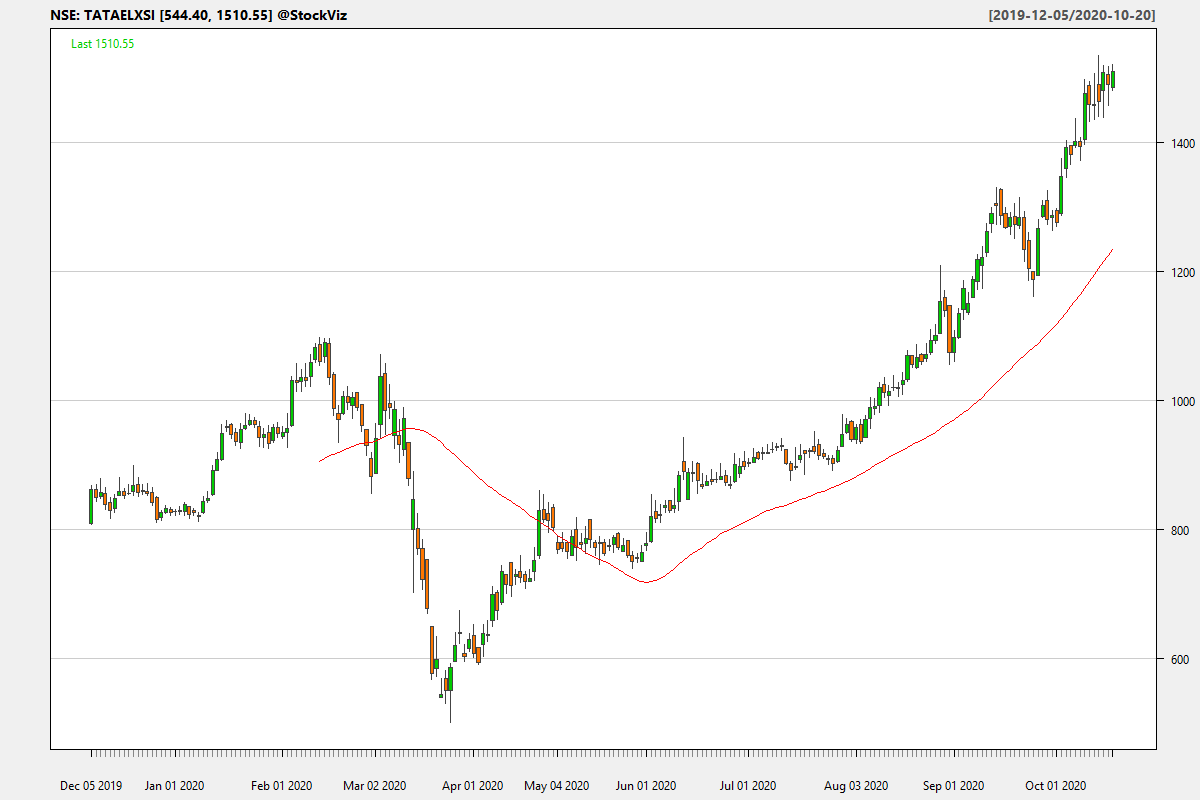 NSE: TATAELXSI [544.40, 1510.55] @StockViz
[2019-12-05/2020-10-20]
Last 1510.55
1400
1200
1000
800
600
Dec 05 2019 Jan 01 2020 Feb 01 2020 Mar 02 2020 Apr 01 2020 May 04 2020 Jun 01 2020 Jul 01 2020 Aug 03 2020 Sep 01 2020 Oct 01 2020